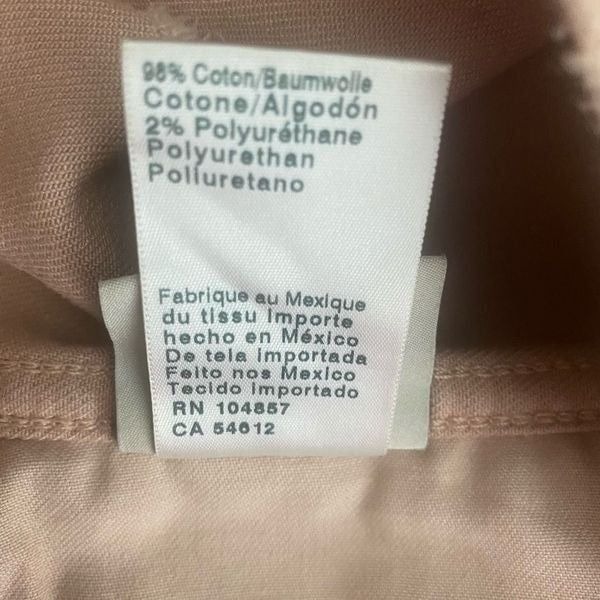 98% Coton/Baumwolle
Cotone/Algodón
2% Polyuréthane
Polyurethan
Poliuretano
Fabrique au Mexique
du tissu importe
hecho en México
De tela importada
Feito nos Mexico
Tecido Importado
RN 104857
CA 54612